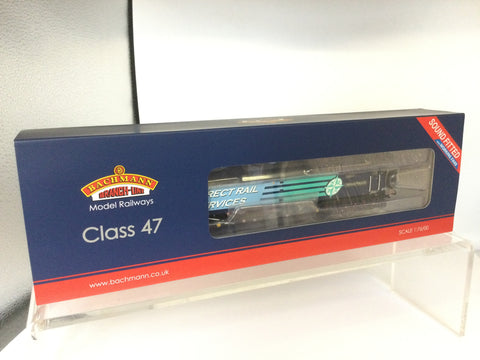 BACHMANN
BRANCH-LINE
Model Railways
Class 47
www.bachmann.co.uk
RECT RAIL
RVICES
SOUND FITTED
SCALE 1:76/00